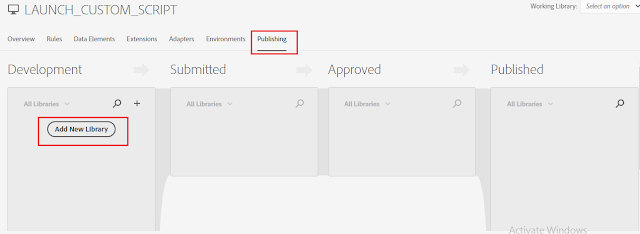 LAUNCH_CUSTOM_SCRIPT
Working Library: Select an option
Overview Rules Data Elements Extensions Adapters Environments Publishing
Development Submitted Approved Published
All Libraries All Libraries All Libraries All Libraries
Add New Library
Activate Windows